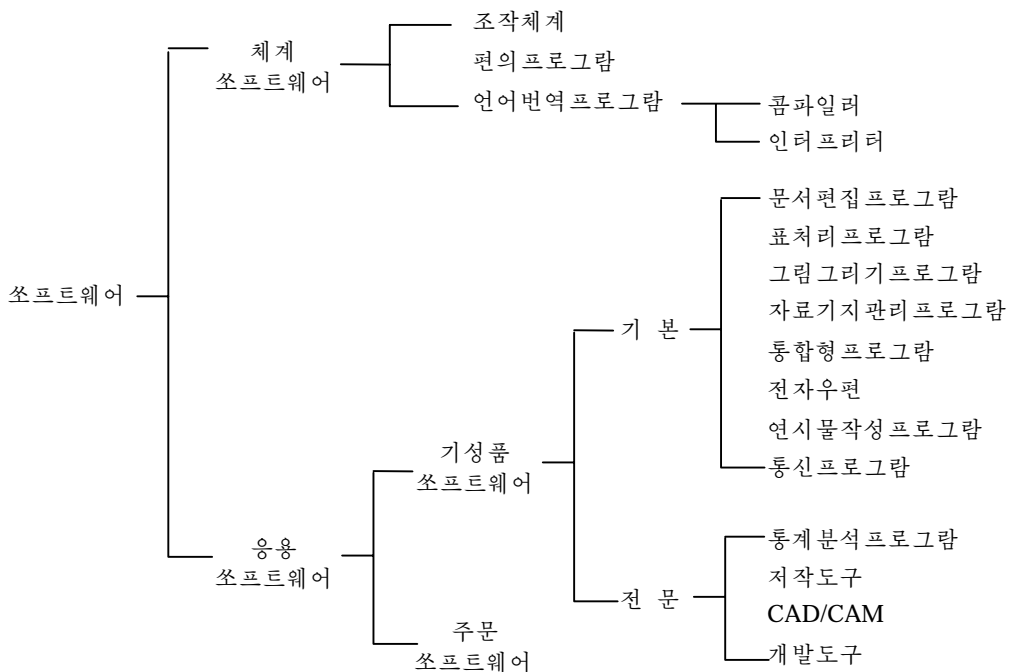 조작체계
체계
쏘프트웨어
편의프로그람
언어번역프로그람
콤파일러
인터프리터
문서편집프로그람
표처리프로그람
그림그리기프로그람
쏘프트웨어
자료기지관리프로그람
기 본
통합형프로그람
전자우편
연시물작성프로그람
기성품
쏘프트웨어
통신프로그람
응용
쏘프트웨어
통계분석프로그람
저작도구
전 문
CAD/CAM
주문
쏘프트웨어
개발도구